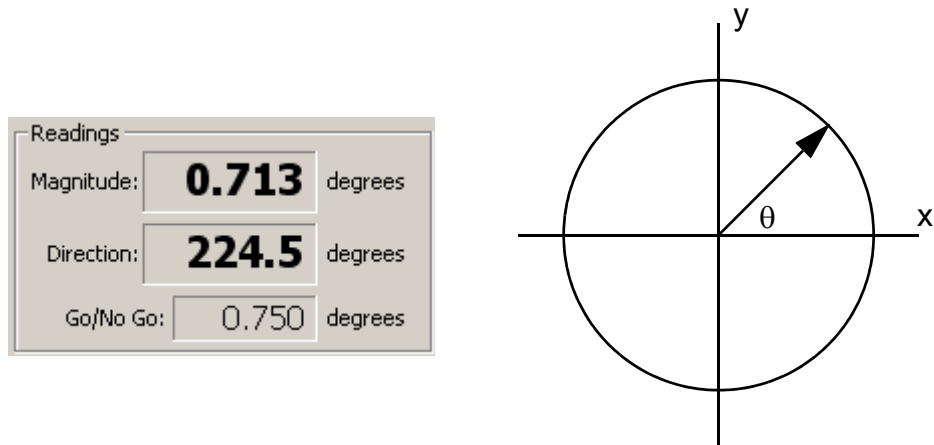 Readings
Magnitude: 0.713 degrees
Direction: 224.5 degrees
Go/No Go: 0.750 degrees
y
x
θ